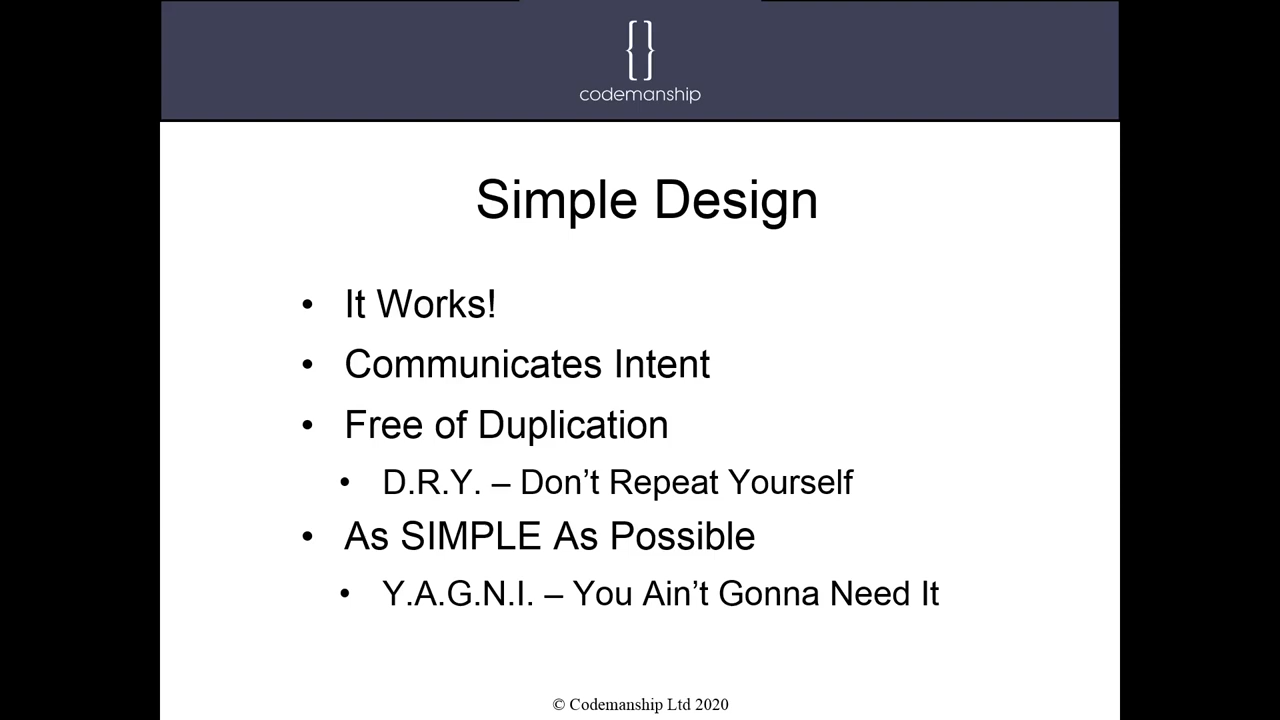 {}
codemanship
Simple Design
• It Works!
• Communicates Intent
• Free of Duplication
• D.R.Y. – Don’t Repeat Yourself
• As SIMPLE As Possible
• Y.A.G.N.I. – You Ain’t Gonna Need It
© Codemanship Ltd 2020